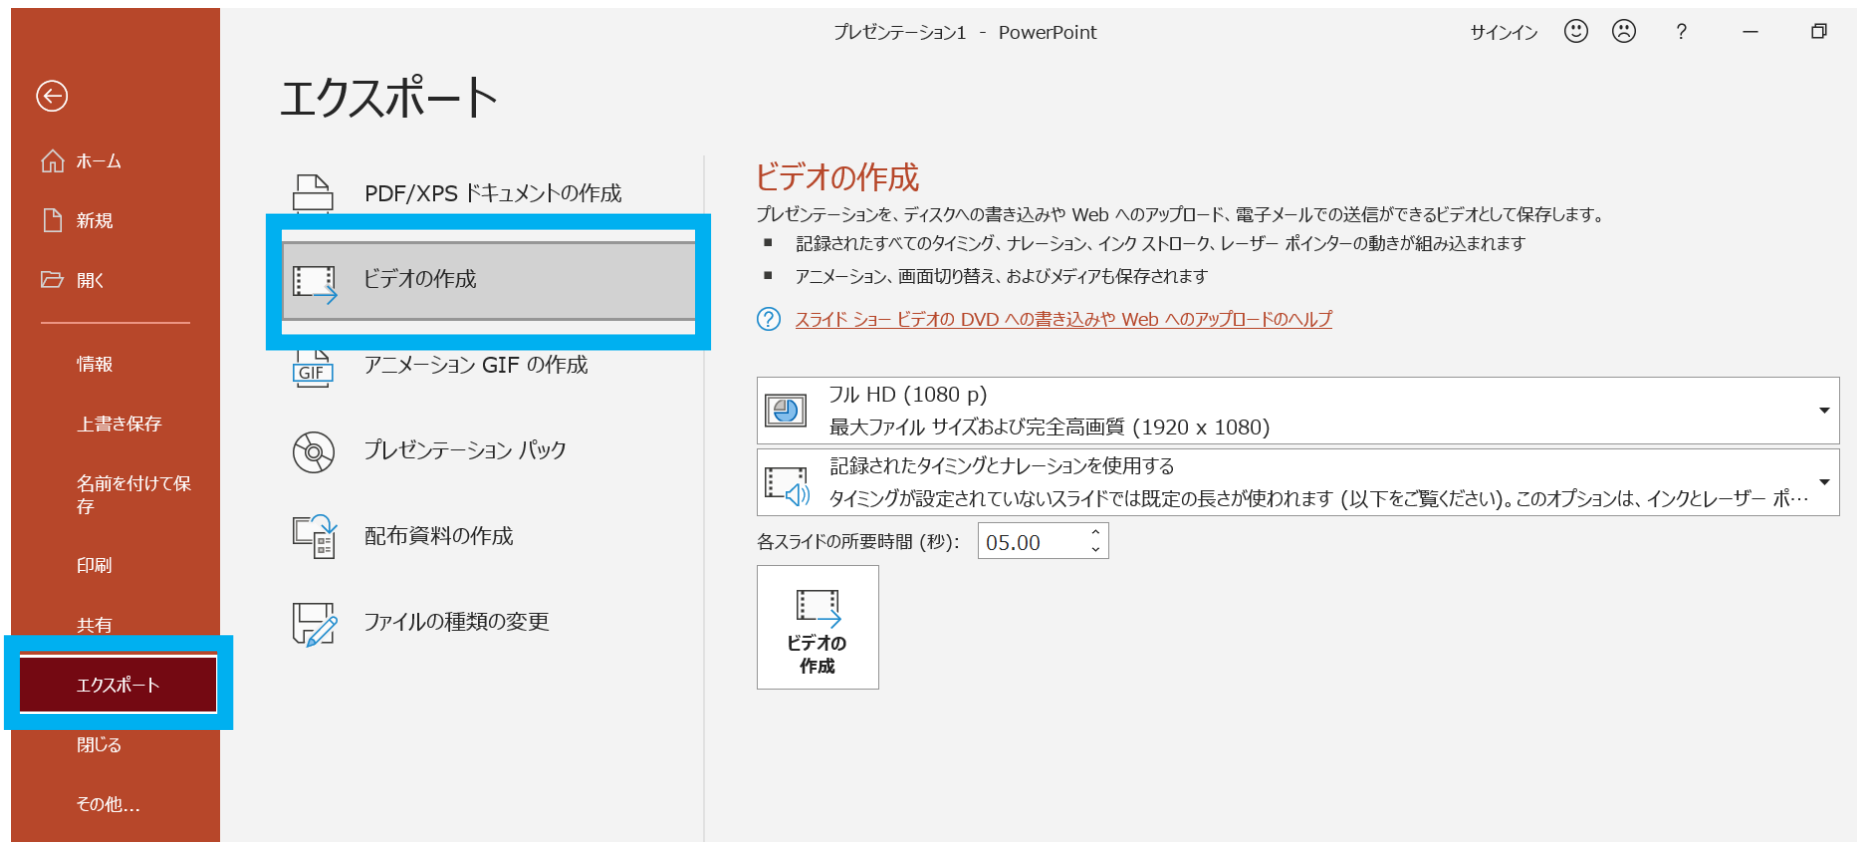 プレゼンテーション1 - PowerPoint
サインイン
?
エクスポート
ホーム
新規
開く
情報
上書き保存
名前を付けて保
存
印刷
共有
エクスポート
閉じる
その他...
PDF/XPS ドキュメントの作成
ビデオの作成
GIF
アニメーション GIF の作成
プレゼンテーション パック
配布資料の作成
ファイルの種類の変更
ビデオの作成
プレゼンテーションを、ディスクへの書き込みや Web へのアップロード、電子メールでの送信ができるビデオとして保存します。
■ 記録されたすべてのタイミング、ナレーション、インク ストローク、レーザー ポインターの動きが組み込まれます
■ アニメーション、画面切り替え、およびメディアも保存されます
? スライド ショー ビデオの DVD への書き込みや Web へのアップロードのヘルプ
フル HD (1080 p)
最大ファイル サイズおよび完全高画質 (1920 x 1080)
記録されたタイミングとナレーションを使用する
タイミングが設定されていないスライドでは既定の長さが使われます (以下をご覧ください)。このオプションは、インクとレーザー ポ…
各スライドの所要時間 (秒): 05.00
ビデオの
作成